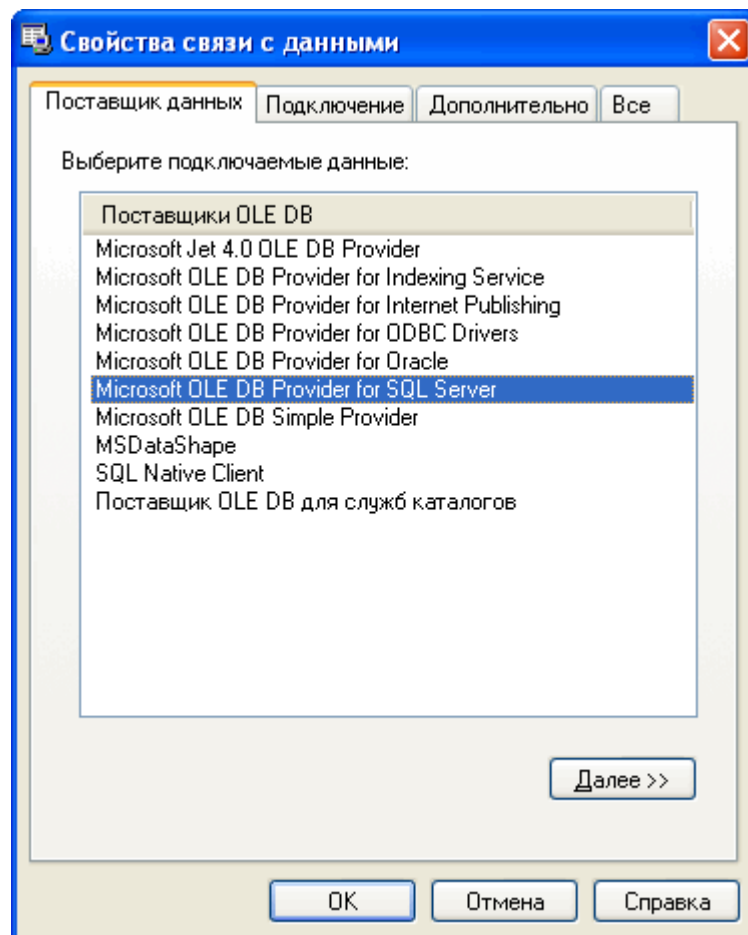 Свойства связи с данными
Поставщик данных Подключение Дополнительно Все
Выберите подключаемые данные:
Поставщики OLE DB
Microsoft Jet 4.0 OLE DB Provider
Microsoft OLE DB Provider for Indexing Service
Microsoft OLE DB Provider for Internet Publishing
Microsoft OLE DB Provider for ODBC Drivers
Microsoft OLE DB Provider for Oracle
Microsoft OLE DB Provider for SQL Server
Microsoft OLE DB Simple Provider
MSDataShape
SQL Native Client
Поставщик OLE DB для служб каталогов
Далее >>
OK Отмена Справка